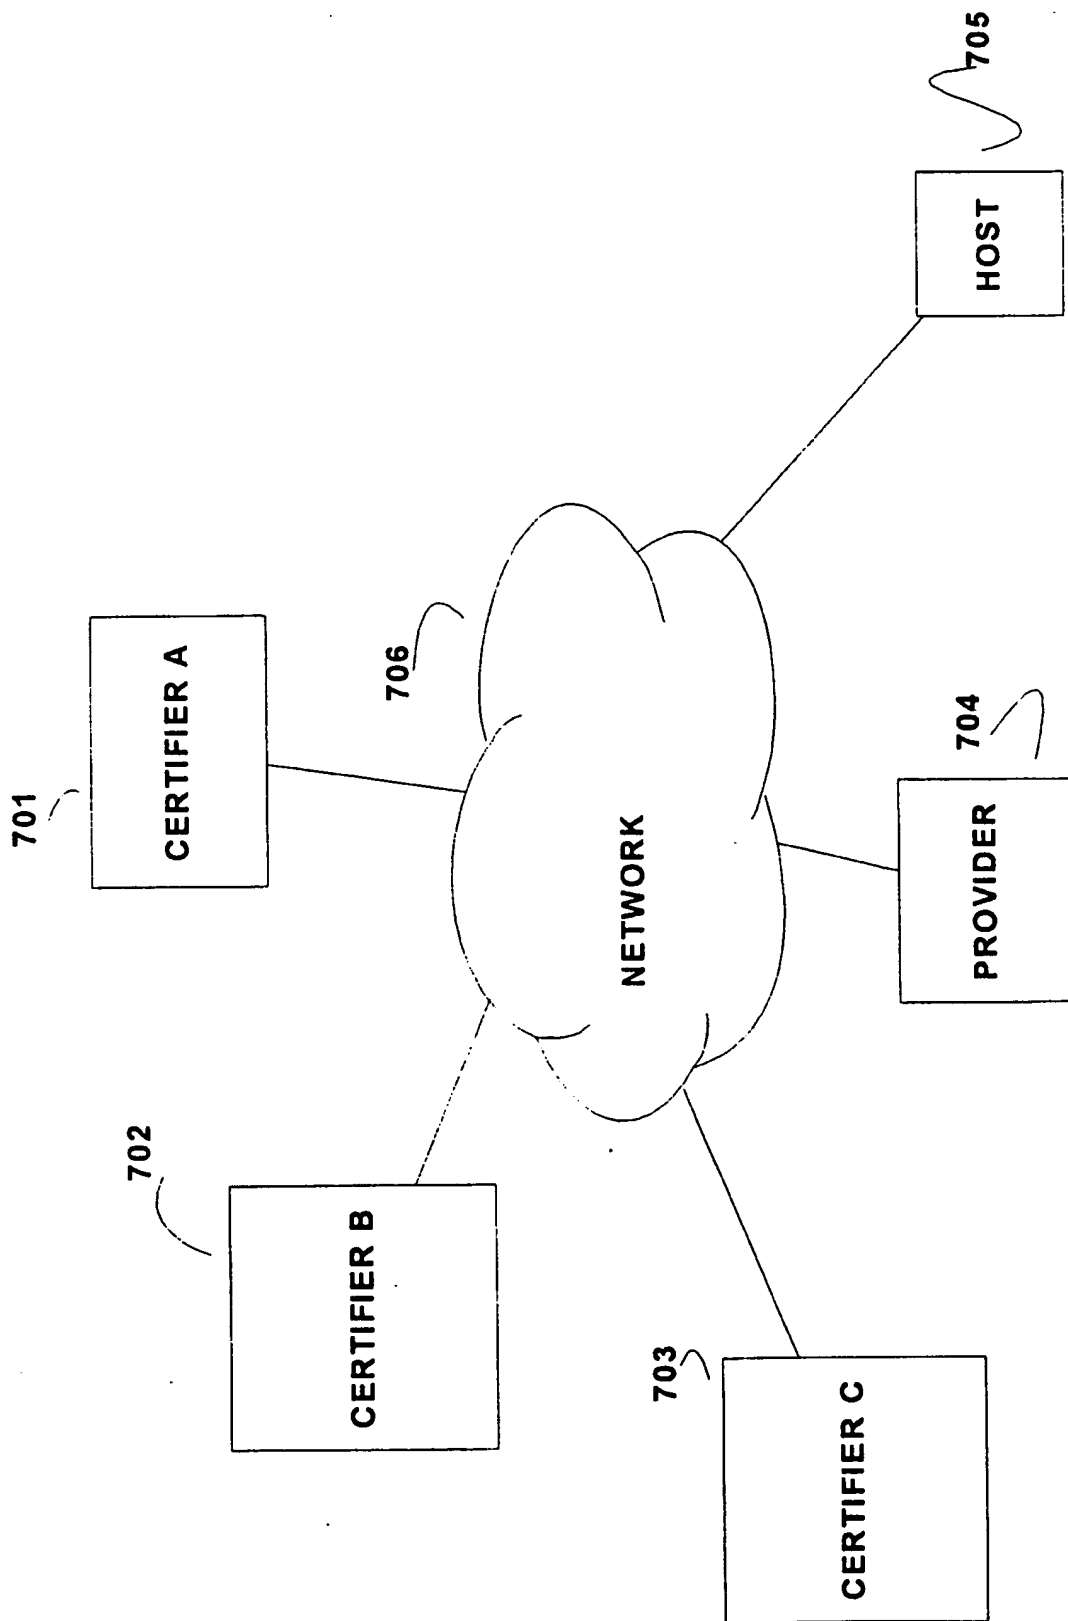 701
CERTIFIER A
702
CERTIFIER B
706
NETWORK
703
CERTIFIER C
704
PROVIDER
705
HOST